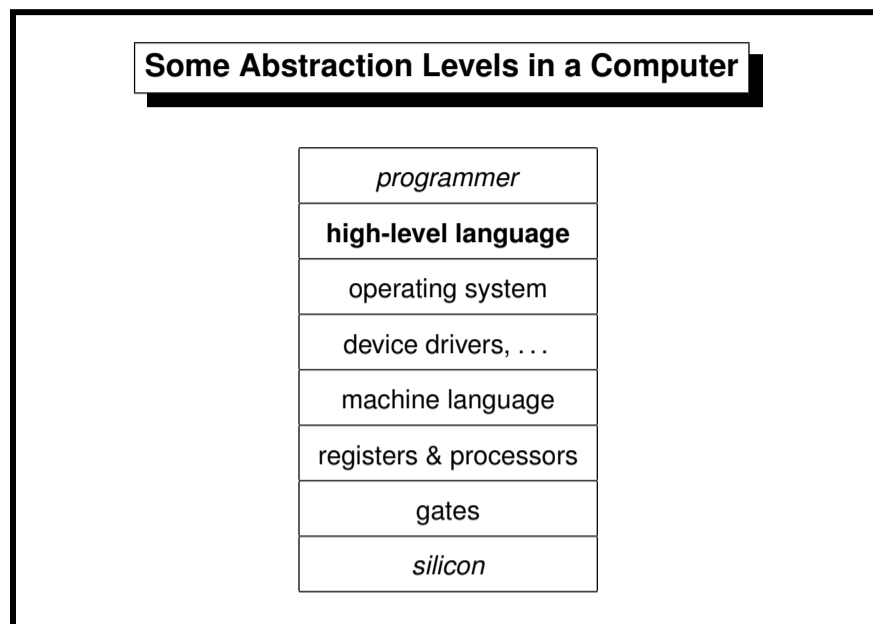 Some Abstraction Levels in a Computer
programmer
high-level language
operating system
device drivers, . . .
machine language
registers & processors
gates
silicon